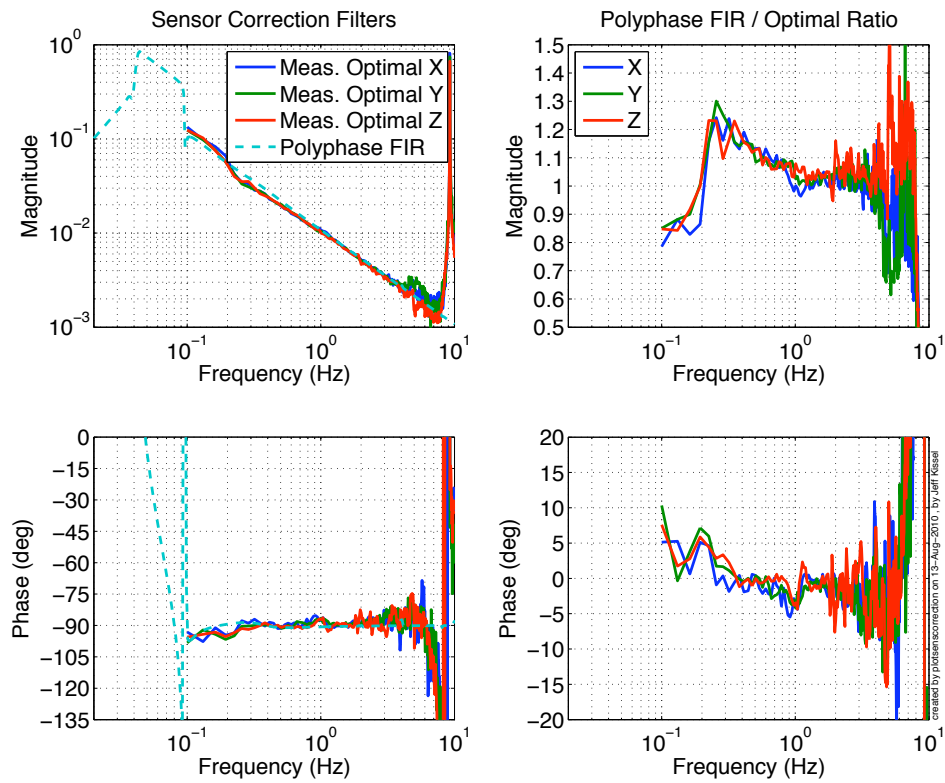 Sensor Correction Filters
Polyphase FIR / Optimal Ratio
10^0
10^-1
10^-2
10^-3
Magnitude
Meas. Optimal X
Meas. Optimal Y
Meas. Optimal Z
Polyphase FIR
10^-1
10^0
10^1
Frequency (Hz)
1.5
1.4
1.3
1.2
1.1
1
0.9
0.8
0.7
0.6
0.5
Magnitude
X
Y
Z
10^-1
10^0
10^1
Frequency (Hz)
0
−15
−30
−45
−60
−75
−90
−105
−120
−135
Phase (deg)
10^-1
10^0
10^1
Frequency (Hz)
20
15
10
5
0
−5
−10
−15
−20
Phase (deg)
10^-1
10^0
10^1
Frequency (Hz)
created by plotsenscorrection on 13−Aug−2010 , by Jeff Kissel